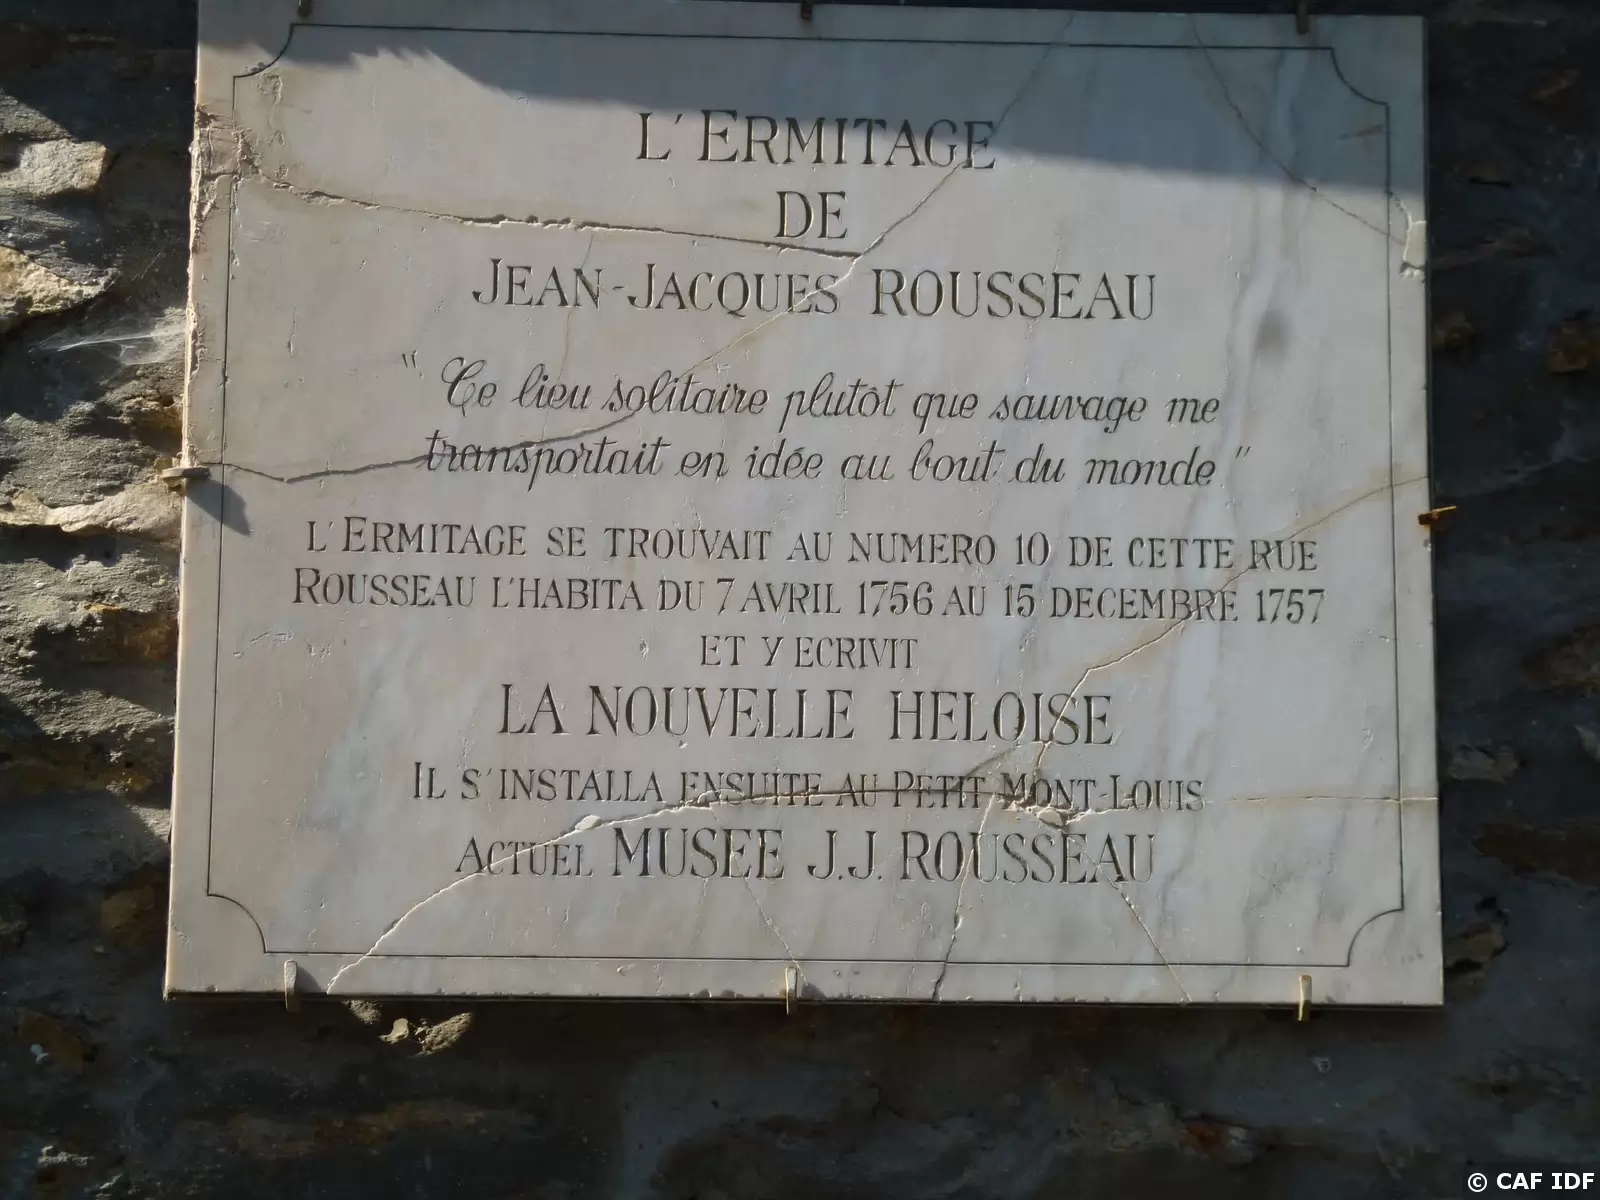 L'ERMITAGE
DE
JEAN-JACQUES ROUSSEAU
" Ce lieu solitaire plutôt que sauvage me
transportait en idée au bout du monde "
L'ERMITAGE SE TROUVAIT AU NUMERO 10 DE CETTE RUE
ROUSSEAU L'HABITA DU 7 AVRIL 1756 AU 15 DECEMBRE 1757
ET Y ECRIVIT
LA NOUVELLE HELOISE
IL S'INSTALLA ENSUITE AU PETIT MONT-LOUIS
ACTUEL MUSEE J.J. ROUSSEAU
© CAF IDF